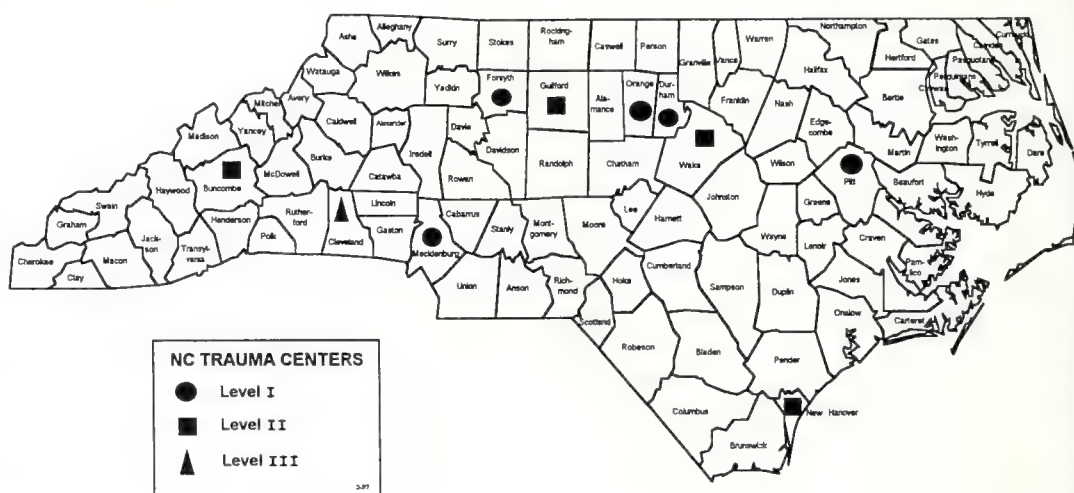 Ashe
Alleghany
Surry
Stokes
Rocking-
ham
Caswell
Person
Granville
Vance
Warren
Northampton
Gates
Hertford
Halifax
Camden
Pasquotank
Perquimans
Watauga
Wilkes
Yadkin
Forsyth
Guilford
Ala-
mance
Orange
Dur-
ham
Franklin
Nash
Edge-
combe
Bertie
Mitchell
Avery
Caldwell
Alexander
Iredell
Davie
Davidson
Randolph
Chatham
Wake
Wilson
Martin
Wash-
ington
Tyrrell
Dare
Madison
Yancey
Burke
McDowell
Catawba
Rowan
Johnston
Greene
Pitt
Beaufort
Hyde
Haywood
Buncombe
Swain
Graham
Henderson
Ruther-
ford
Polk
Cleveland
Lincoln
Gaston
Mecklenburg
Cabarrus
Stanly
Mont-
gomery
Moore
Lee
Harnett
Wayne
Lenoir
Craven
Pam-
lico
Cherokee
Clay
Macon
Jack-
son
Transyl-
vania
Union
Anson
Rich-
mond
Hoke
Cumberland
Sampson
Duplin
Jones
Onslow
Carteret
Scotland
Robeson
Bladen
Pender
Columbus
Brunswick
New Hanover
NC TRAUMA CENTERS
Level I
Level II
Level III